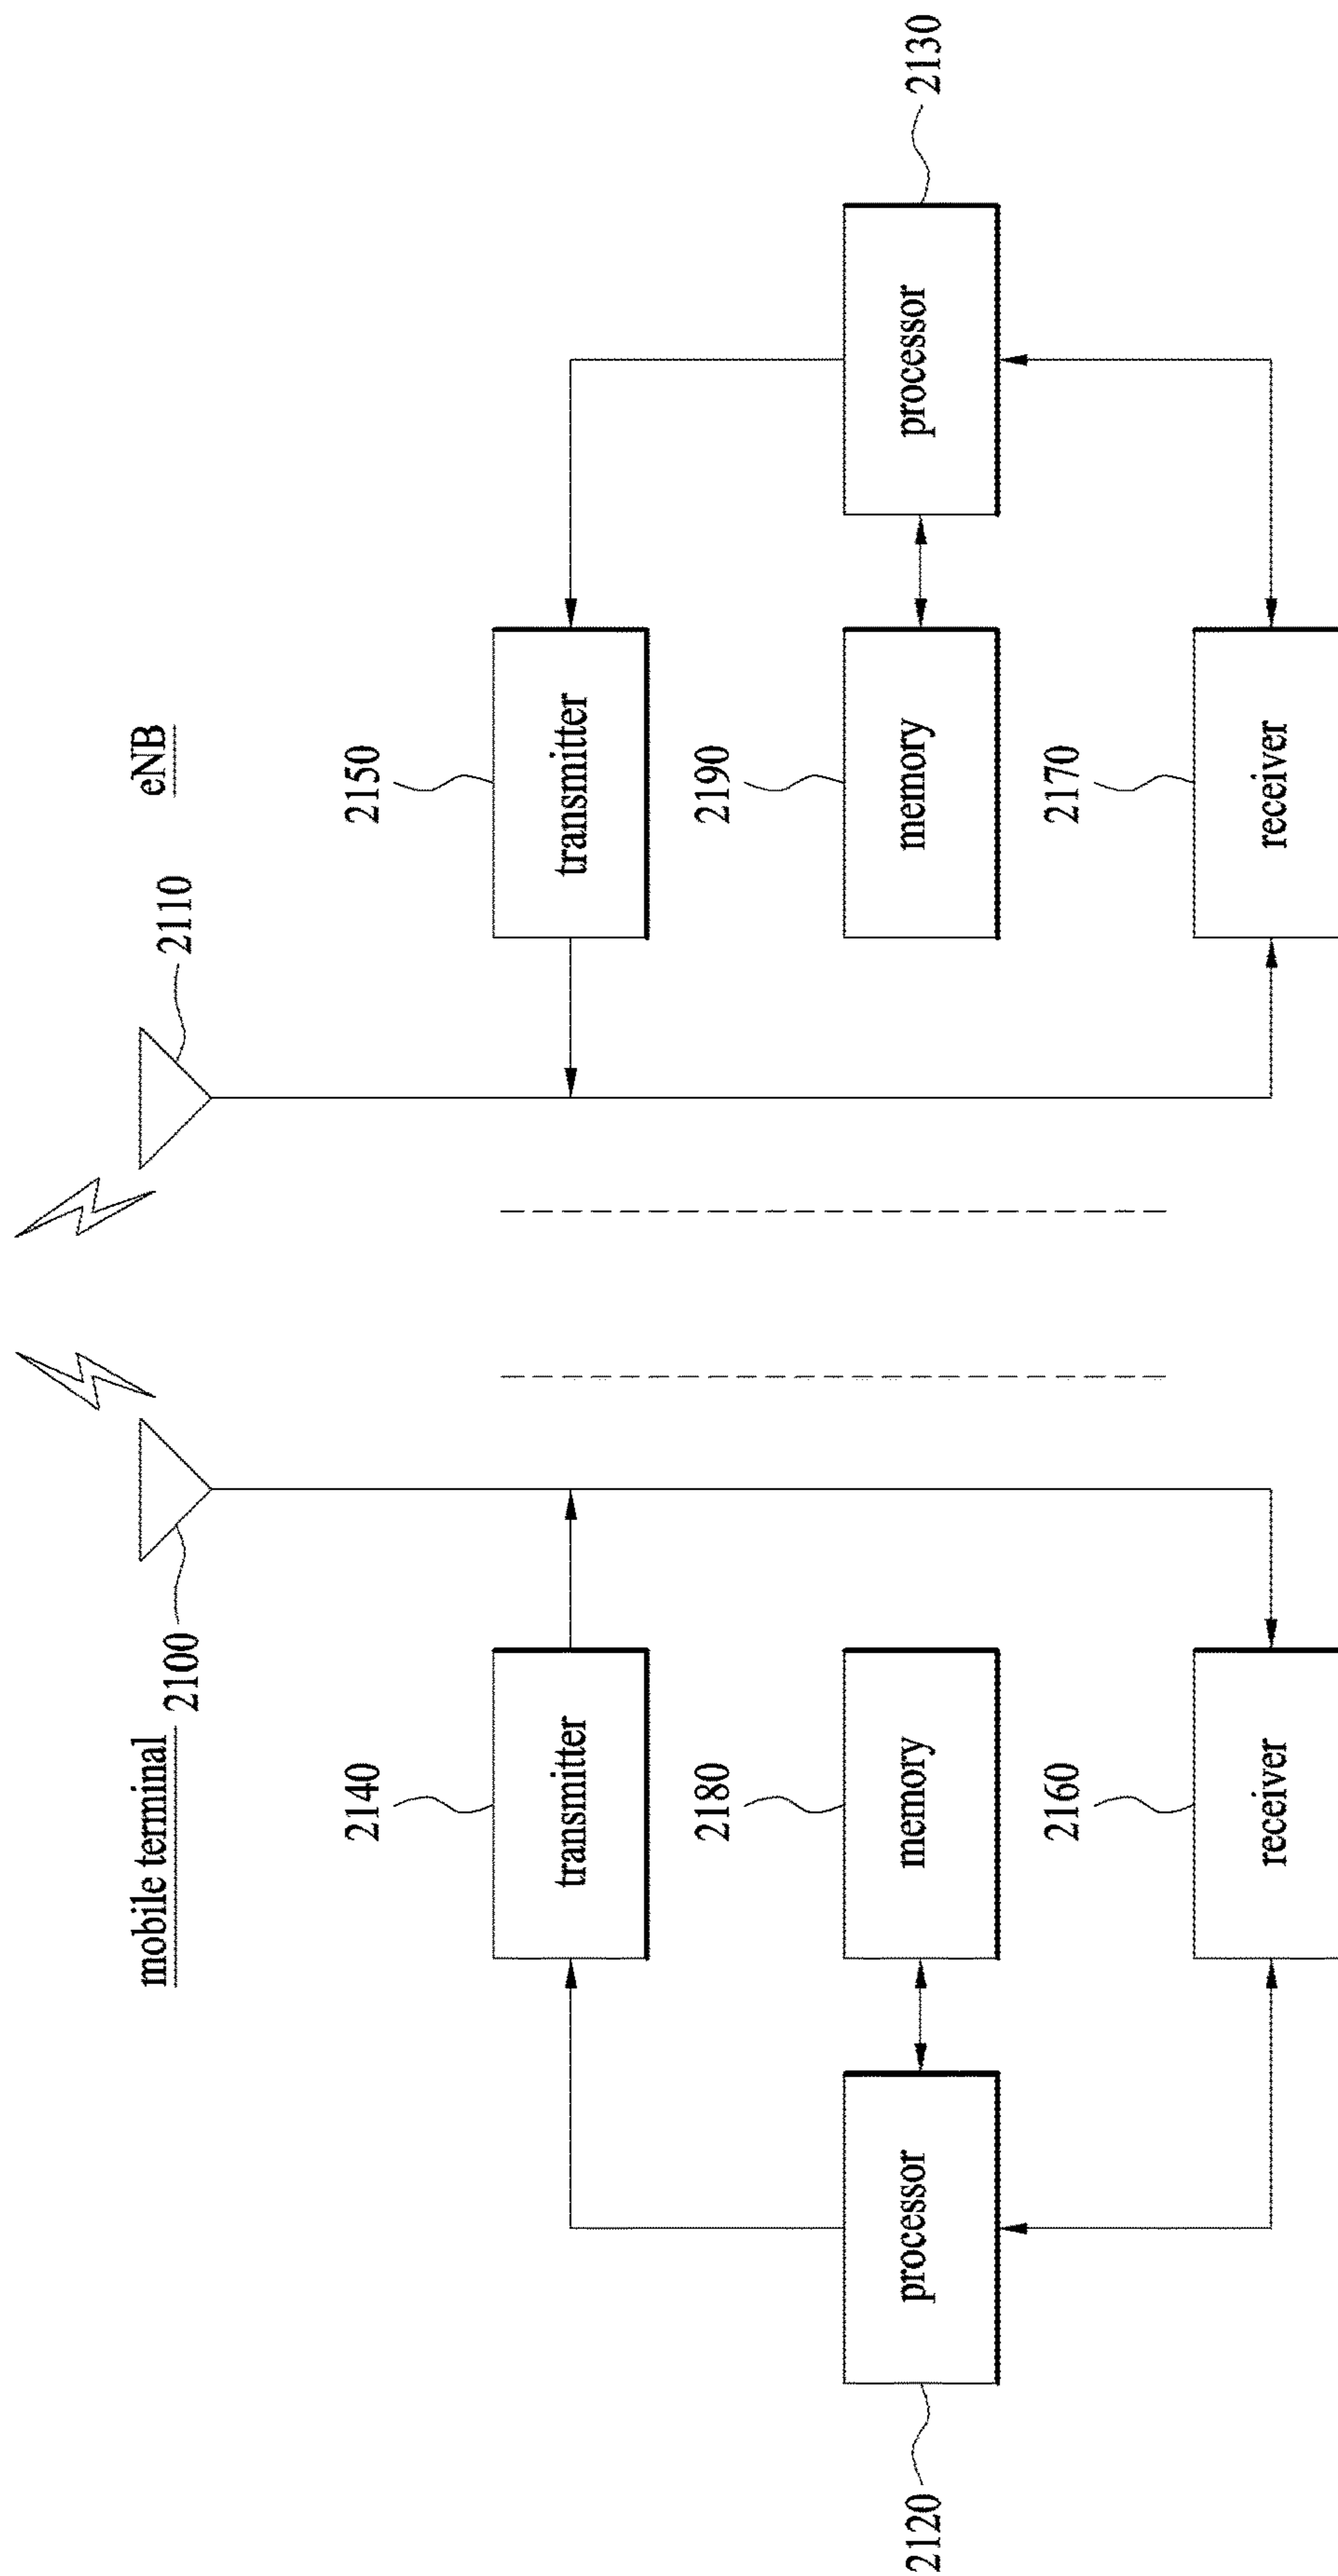 mobile terminal
eNB
2100
2110
2140
transmitter
2150
transmitter
2120
processor
2180
memory
2190
memory
processor
2130
2160
receiver
2170
receiver